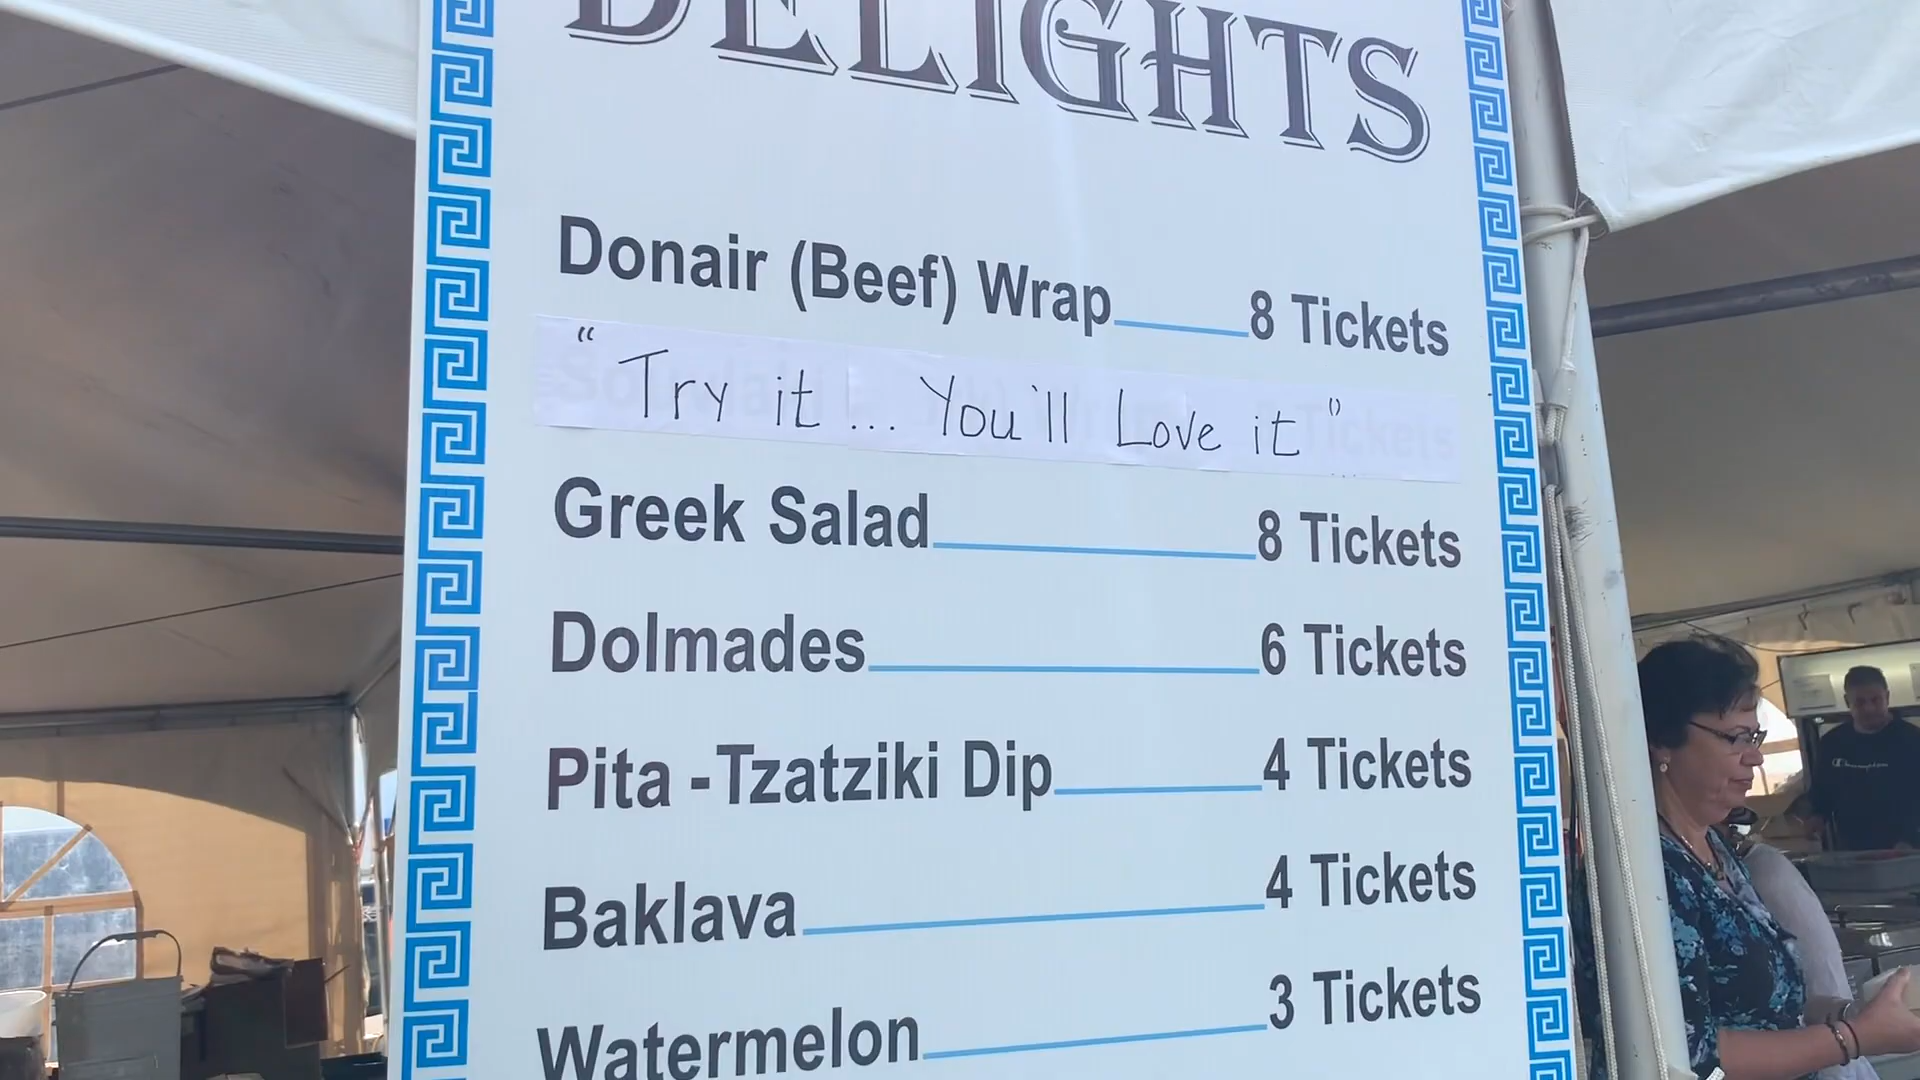 DELIGHTS
Donair (Beef) Wrap 8 Tickets
"Try it!... You'll Love it"
Greek Salad 8 Tickets
Dolmades 6 Tickets
Pita -Tzatziki Dip 4 Tickets
Baklava 4 Tickets
Watermelon 3 Tickets